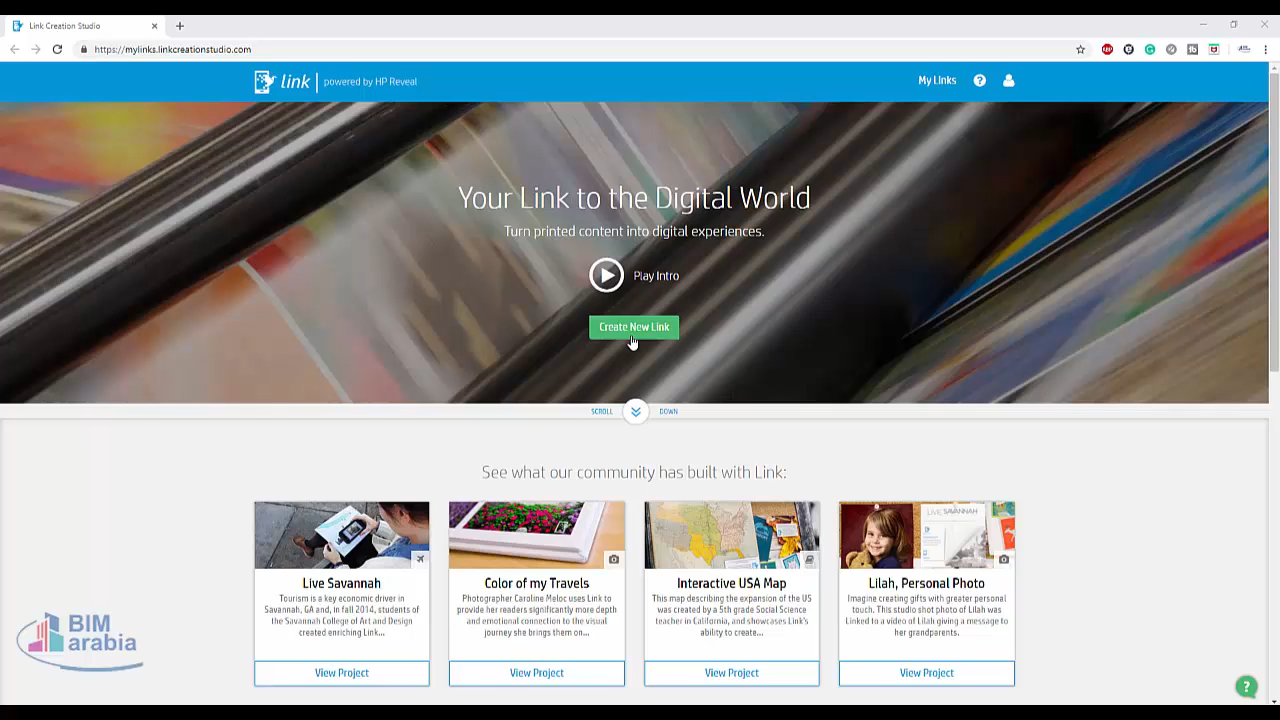 Link Creation Studio
https://mylinks.linkcreationstudio.com
link | powered by HP Reveal
My Links
Your Link to the Digital World
Turn printed content into digital experiences.
Play Intro
Create New Link
SCROLL DOWN
See what our community has built with Link:
Live Savannah
Tourism is a key economic driver in
Savannah, GA and, in fall 2014, students of
the Savannah College of Art and Design
created enriching Link...
View Project
Color of my Travels
Photographer Caroline Meloc uses Link to
provide her readers significantly more depth
and emotional connection to the visual
journey she brings them on...
View Project
Interactive USA Map
This map describing the expansion of the US
was created by a 5th grade Social Science
teacher in California, and showcases Link's
ability to create...
View Project
LIVE SAVANNAH
Lilah, Personal Photo
Imagine creating gifts with greater personal
touch. This studio shot photo of Lilah was
Linked to a video of Lilah giving a message to
her grandparents.
View Project
BIM
arabia